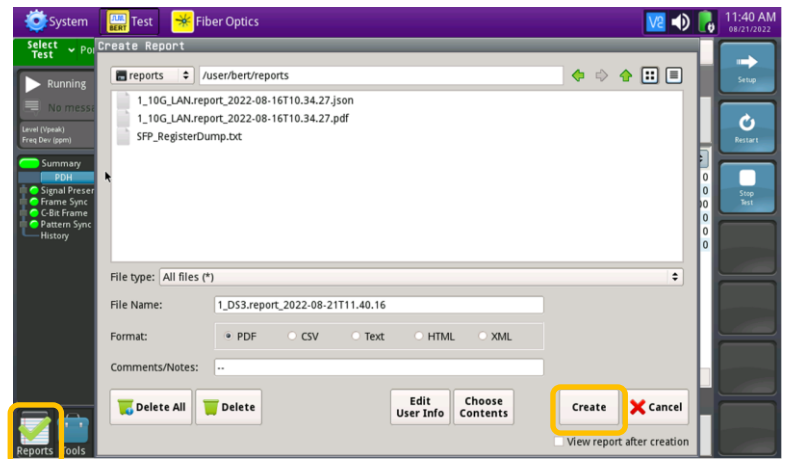 System
Test
Fiber Optics
V2
11:40 AM
08/21/2022
Select
Test
Create Report
Running
No messa
Level (Vpeak)
Freq Dev (ppm)
Summary
PDH
Signal Presen
Frame Sync
C-Bit Frame
Pattern Sync
History
reports
/user/bert/reports
1_10G_LAN.report_2022-08-16T10.34.27.json
1_10G_LAN.report_2022-08-16T10.34.27.pdf
SFP_RegisterDump.txt
File type: All files (*)
File Name: 1_DS3.report_2022-08-21T11.40.16
Format: PDF CSV Text HTML XML
Comments/Notes: --
Delete All
Delete
Edit
User Info
Choose
Contents
Create
Cancel
View report after creation
Setup
Restart
Stop
Test
Reports
Tools